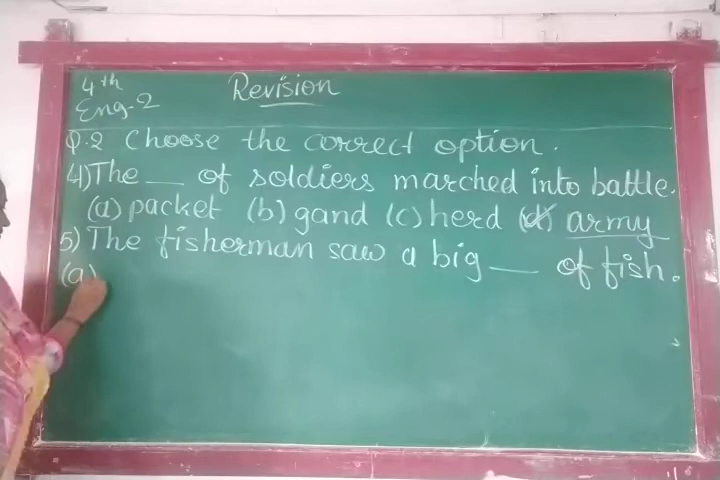 4th
Eng-2
Revision
Q.2 Choose the correct option.
4) The __ of soldiers marched into battle.
(a) packet (b) gand (c) herd (d) army
5) The fisherman saw a big __ of fish.
(a)